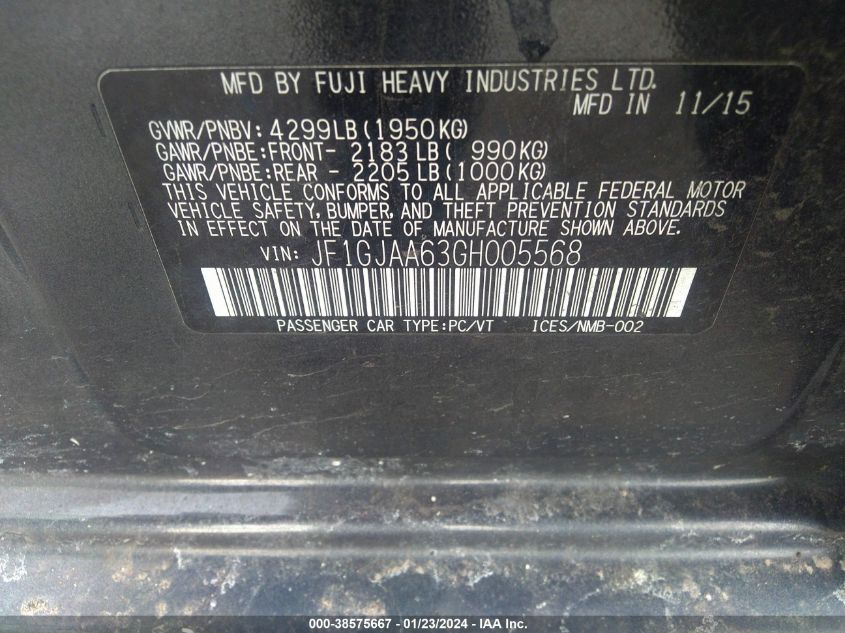 MFD BY FUJI HEAVY INDUSTRIES LTD.
MFD IN 11/15
GVWR/PNBV: 4299LB(1950KG)
GAWR/PNBE:FRONT- 2183 LB( 990KG)
GAWR/PNBE:REAR - 2205 LB(1000KG)
THIS VEHICLE CONFORMS TO ALL APPLICABLE FEDERAL MOTOR
VEHICLE SAFETY, BUMPER, AND THEFT PREVENTION STANDARDS
IN EFFECT ON THE DATE OF MANUFACTURE SHOWN ABOVE.
VIN: JF1GJAA63GH005568
PASSENGER CAR TYPE:PC/VT ICES/NMB-002
000-38575667 - 01/23/2024 - IAA Inc.